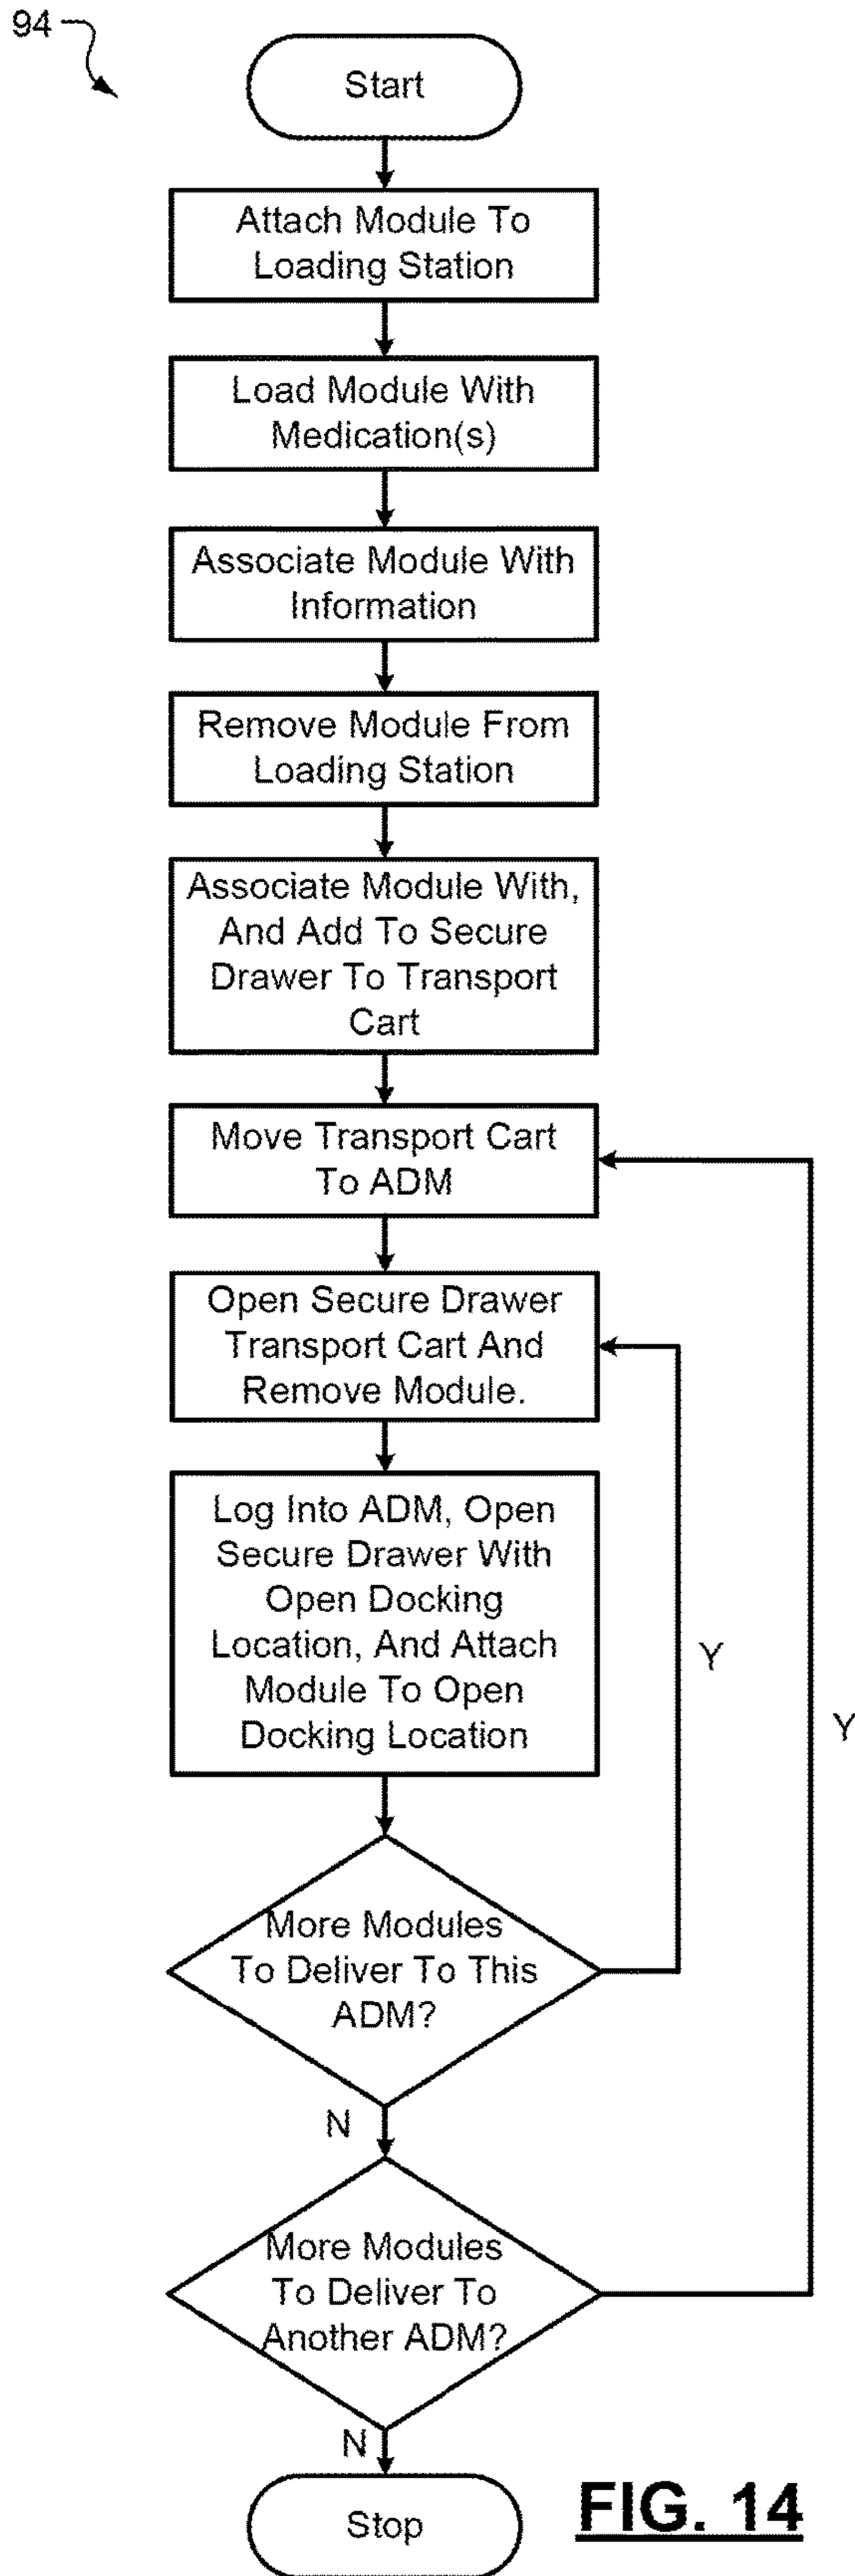 94
Start
Attach Module To
Loading Station
Load Module With
Medication(s)
Associate Module With
Information
Remove Module From
Loading Station
Associate Module With,
And Add To Secure
Drawer To Transport
Cart
Move Transport Cart
To ADM
Open Secure Drawer
Transport Cart And
Remove Module.
Log Into ADM, Open
Secure Drawer With
Open Docking
Location, And Attach
Module To Open
Docking Location
Y
Y
More Modules
To Deliver To This
ADM?
N
More Modules
To Deliver To
Another ADM?
N
Stop
FIG. 14